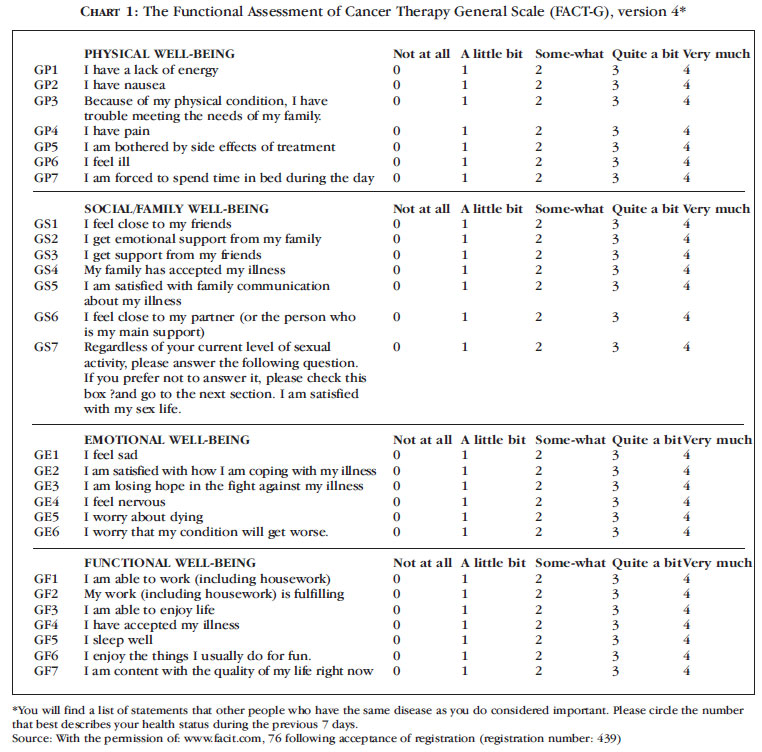 CHART 1: The Functional Assessment of Cancer Therapy General Scale (FACT-G), version 4*
PHYSICAL WELL-BEING Not at all A little bit Some-what Quite a bit Very much
GP1 I have a lack of energy 0 1 2 3 4
GP2 I have nausea 0 1 2 3 4
GP3 Because of my physical condition, I have 0 1 2 3 4
trouble meeting the needs of my family.
GP4 I have pain 0 1 2 3 4
GP5 I am bothered by side effects of treatment 0 1 2 3 4
GP6 I feel ill 0 1 2 3 4
GP7 I am forced to spend time in bed during the day 0 1 2 3 4
SOCIAL/FAMILY WELL-BEING Not at all A little bit Some-what Quite a bit Very much
GS1 I feel close to my friends 0 1 2 3 4
GS2 I get emotional support from my family 0 1 2 3 4
GS3 I get support from my friends 0 1 2 3 4
GS4 My family has accepted my illness 0 1 2 3 4
GS5 I am satisfied with family communication 0 1 2 3 4
about my illness
GS6 I feel close to my partner (or the person who 0 1 2 3 4
is my main support)
GS7 Regardless of your current level of sexual 0 1 2 3 4
activity, please answer the following question.
If you prefer not to answer it, please check this
box ?and go to the next section. I am satisfied
with my sex life.
EMOTIONAL WELL-BEING Not at all A little bit Some-what Quite a bit Very much
GE1 I feel sad 0 1 2 3 4
GE2 I am satisfied with how I am coping with my illness 0 1 2 3 4
GE3 I am losing hope in the fight against my illness 0 1 2 3 4
GE4 I feel nervous 0 1 2 3 4
GE5 I worry about dying 0 1 2 3 4
GE6 I worry that my condition will get worse. 0 1 2 3 4
FUNCTIONAL WELL-BEING Not at all A little bit Some-what Quite a bit Very much
GF1 I am able to work (including housework) 0 1 2 3 4
GF2 My work (including housework) is fulfilling 0 1 2 3 4
GF3 I am able to enjoy life 0 1 2 3 4
GF4 I have accepted my illness 0 1 2 3 4
GF5 I sleep well 0 1 2 3 4
GF6 I enjoy the things I usually do for fun. 0 1 2 3 4
GF7 I am content with the quality of my life right now 0 1 2 3 4
*You will find a list of statements that other people who have the same disease as you do considered important. Please circle the number
that best describes your health status during the previous 7 days.
Source: With the permission of: www.facit.com, 76 following acceptance of registration (registration number: 439)